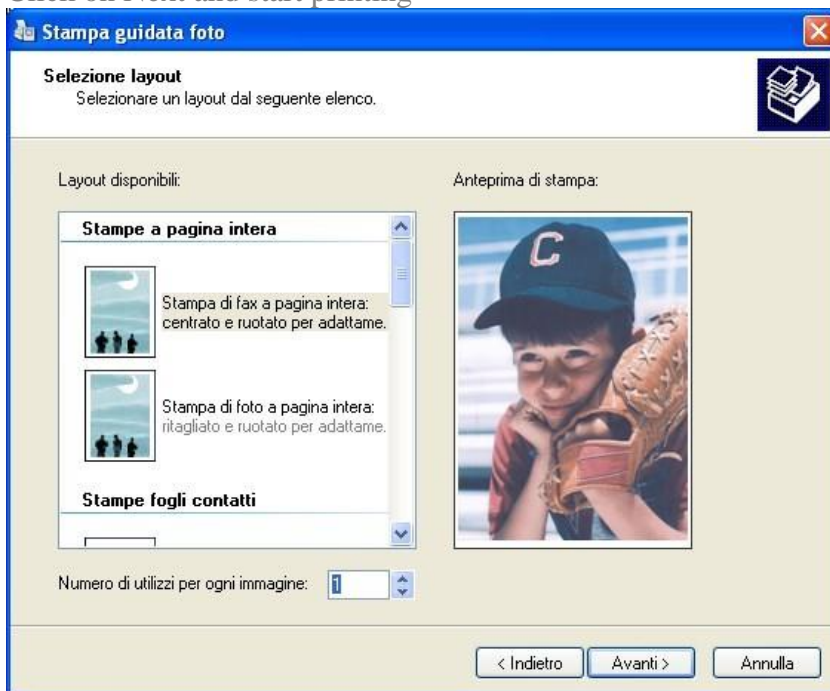 Click on Next and start printing
Stampa guidata foto
Selezione layout
Selezionare un layout dal seguente elenco.
Layout disponibili:
Stampe a pagina intera
Stampa di fax a pagina intera:
centrato e ruotato per adattarne.
Stampa di foto a pagina intera:
ritagliato e ruotato per adattarne.
Stampe fogli contatti
Anteprima di stampa:
C
Numero di utilizzi per ogni immagine: 1
< Indietro
Avanti >
Annulla